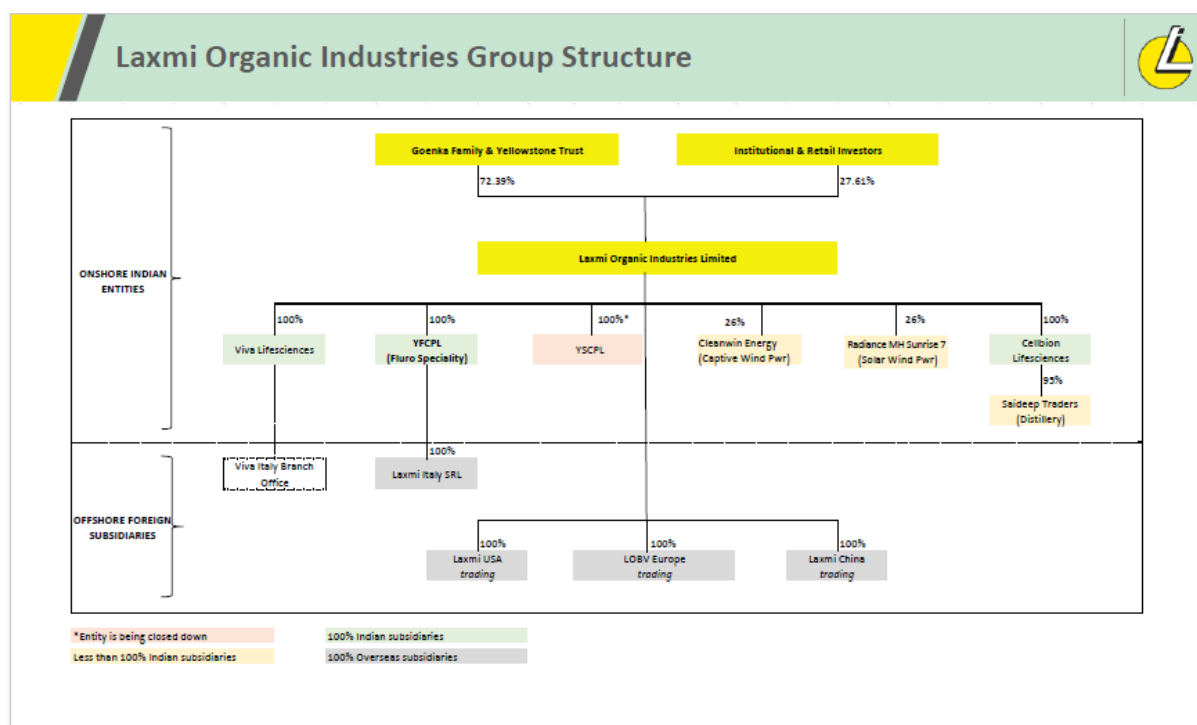 Laxmi Organic Industries Group Structure
Goenka Family & Yellowstone Trust
Institutional & Retail Investors
72.39%
27.61%
Laxmi Organic Industries Limited
ONSHORE INDIAN
ENTITIES
100%
100%
100%*
26%
26%
100%
Viva Lifesciences
YFCPL
(Fluro Speciality)
YSCPL
Cleanwin Energy
(Captive Wind Pwr)
Radiance MH Sunrise 7
(Solar Wind Pwr)
Cellbion
Lifesciences
95%
Saideep Traders
(Distillery)
100%
Viva Italy Branch
Office
Laxmi Italy SRL
OFFSHORE FOREIGN
SUBSIDIARIES
100%
100%
100%
Laxmi USA
trading
LOBV Europe
trading
Laxmi China
trading
*Entity is being closed down
100% Indian subsidiaries
Less than 100% Indian subsidiaries
100% Overseas subsidiaries